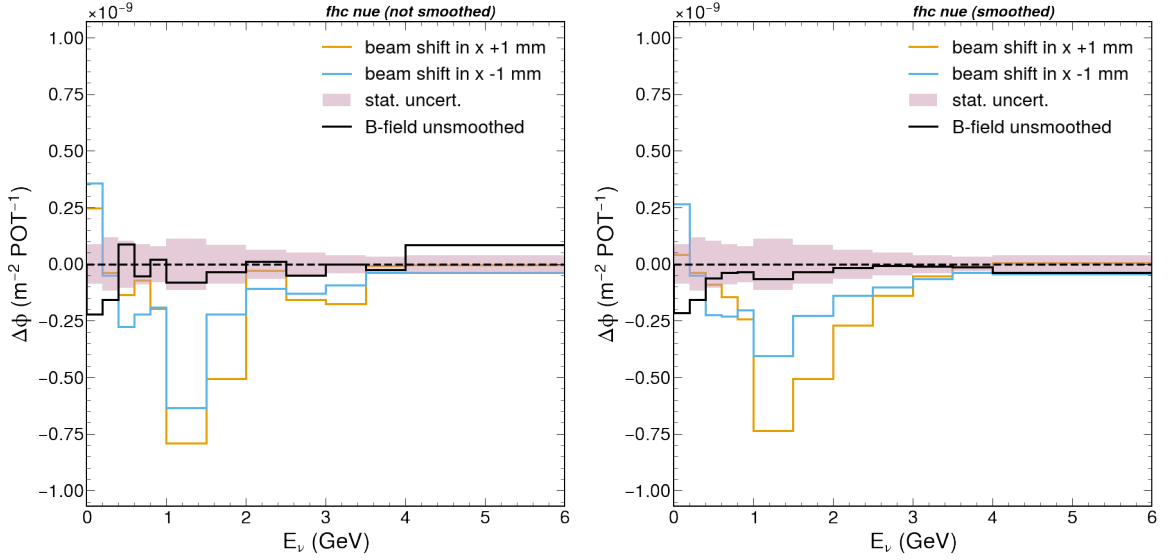 ×10⁻⁹
fhc nue (not smoothed)
beam shift in x +1 mm
beam shift in x -1 mm
stat. uncert.
B-field unsmoothed
1.00
0.75
0.50
0.25
0.00
−0.25
−0.50
−0.75
−1.00
Δϕ (m⁻² POT⁻¹)
0 1 2 3 4 5 6
Eν (GeV)
×10⁻⁹
fhc nue (smoothed)
beam shift in x +1 mm
beam shift in x -1 mm
stat. uncert.
B-field unsmoothed
1.00
0.75
0.50
0.25
0.00
−0.25
−0.50
−0.75
−1.00
Δϕ (m⁻² POT⁻¹)
0 1 2 3 4 5 6
Eν (GeV)